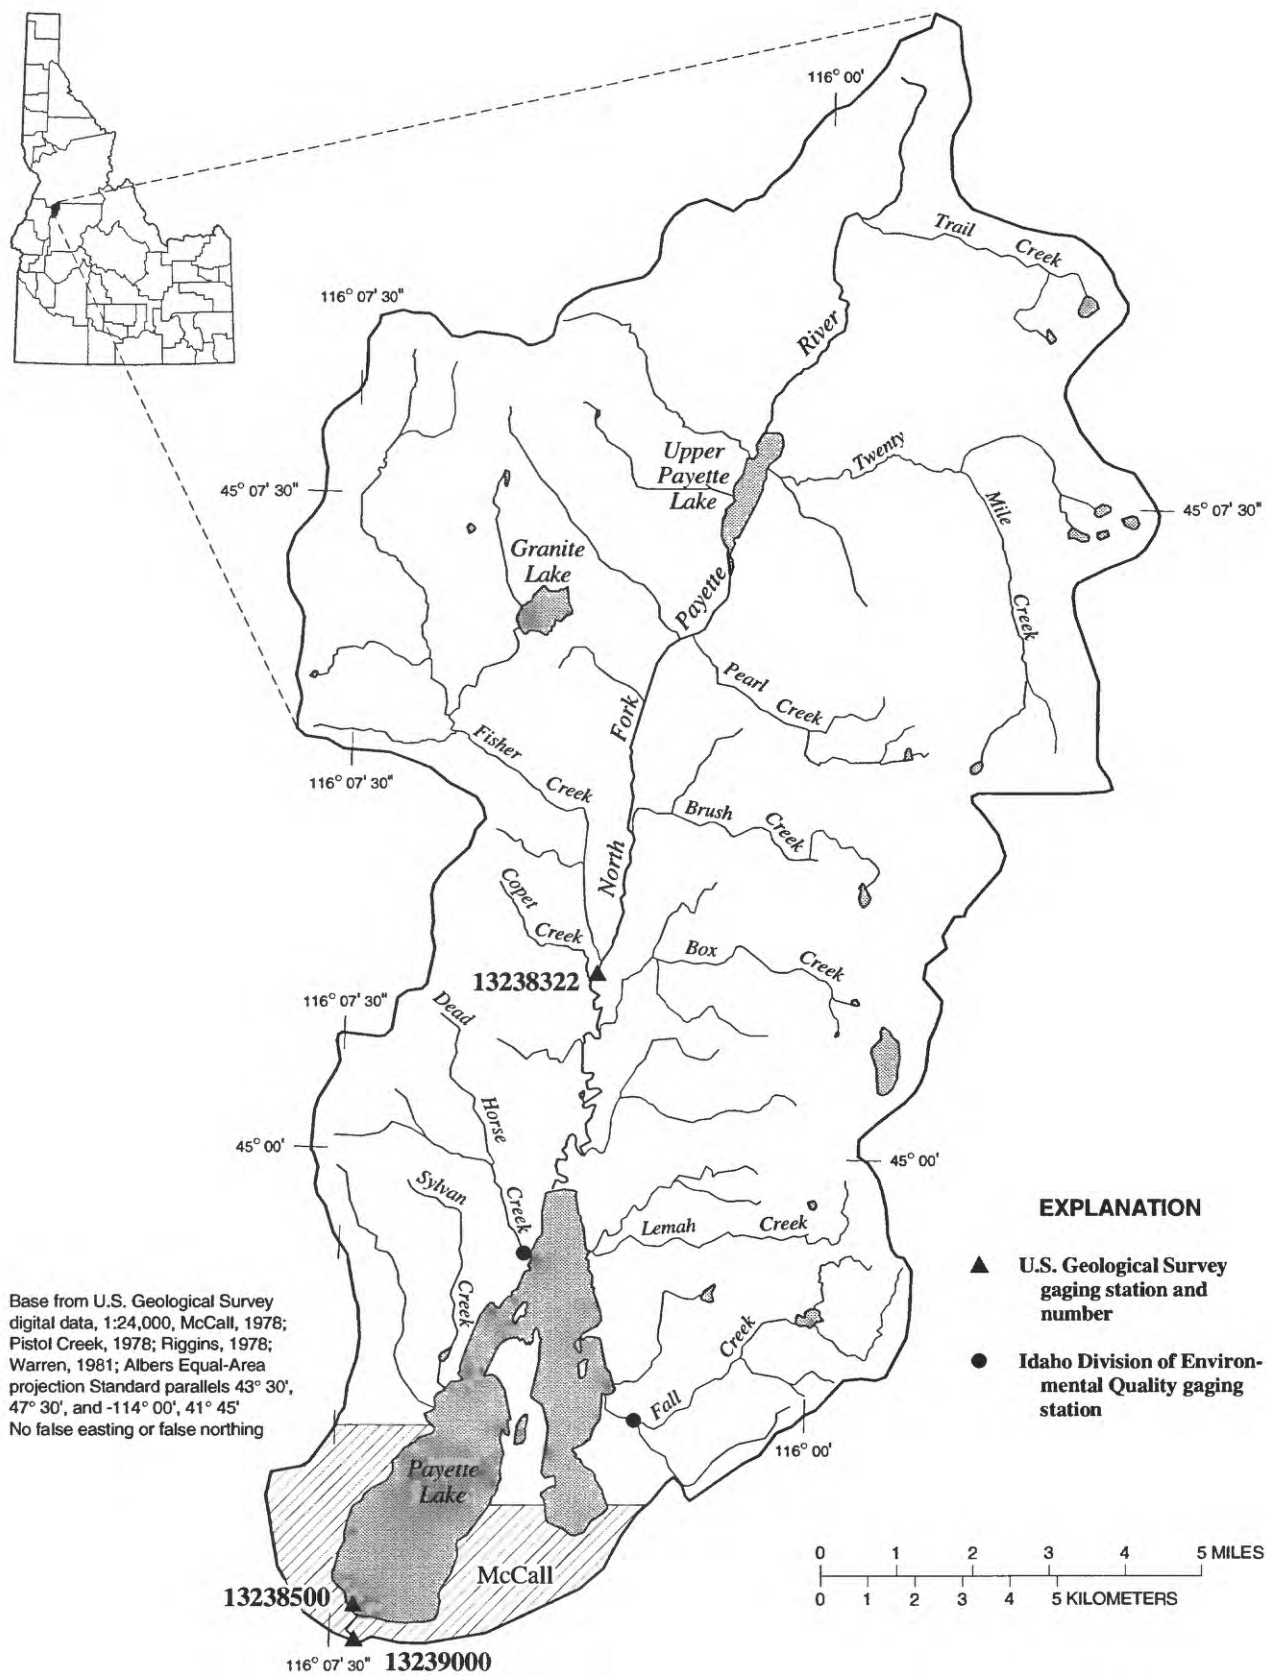 116° 00'
Trail
Creek
116° 07' 30"
River
Upper
Payette
Lake
Twenty
45° 07' 30"
Mile
45° 07' 30"
Granite
Lake
Payette
Creek
Pearl
Creek
Fork
Fisher
Creek
116° 07' 30"
Brush
Creek
North
Copet
Creek
Box
Creek
13238322
116° 07' 30"
Dead
Horse
45° 00'
45° 00'
Sylvan
Creek
Lemah
Creek
EXPLANATION
U.S. Geological Survey
gaging station and
number
Idaho Division of Environ-
mental Quality gaging
station
Base from U.S. Geological Survey
digital data, 1:24,000, McCall, 1978;
Pistol Creek, 1978; Riggins, 1978;
Warren, 1981; Albers Equal-Area
projection Standard parallels 43° 30',
47° 30', and -114° 00', 41° 45'
No false easting or false northing
Creek
Creek
Fall
116° 00'
Payette
Lake
McCall
0 1 2 3 4 5 MILES
0 1 2 3 4 5 KILOMETERS
13238500
116° 07' 30"
13239000